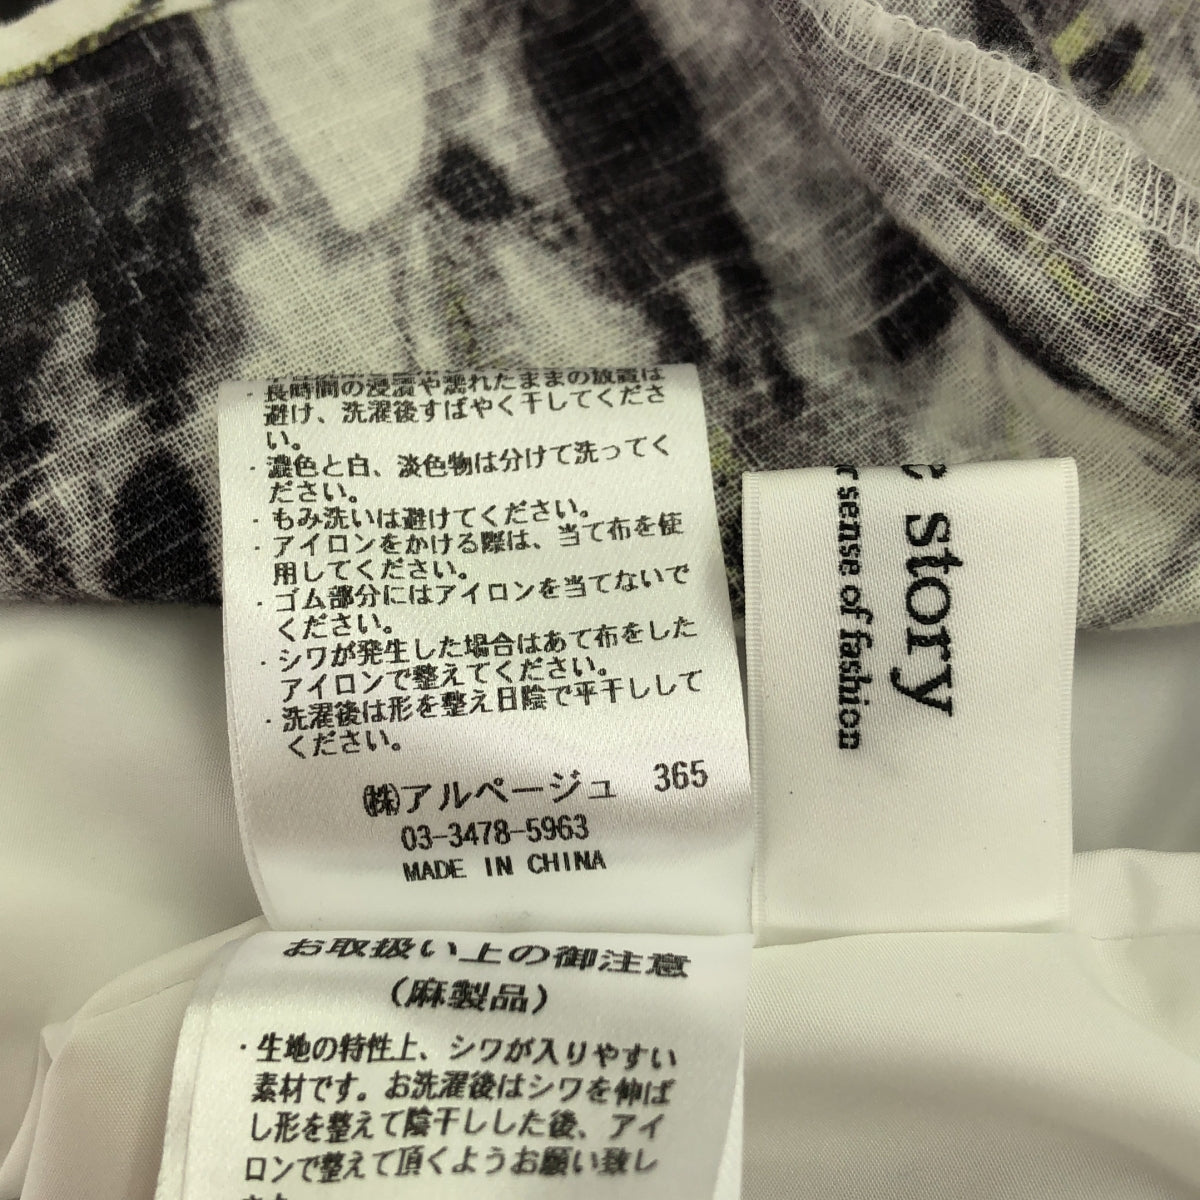 ・長時間の浸漬や濡れたままの放置は
避け、洗濯後すばやく干してくださ
い。
・濃色と白、淡色物は分けて洗ってく
ださい。
・もみ洗いは避けてください。
・アイロンをかける際は、当て布を使
用してください。
・ゴム部分にはアイロンを当てないで
ください。
・シワが発生した場合はあて布をした
アイロンで整えてください。
・洗濯後は形を整え日陰で平干しして
ください。
㈱アルページュ 365
03-3478-5963
MADE IN CHINA
story
sense of fashion
お取扱い上の御注意
(麻製品)
・生地の特性上、シワが入りやすい
素材です。お洗濯後はシワを伸ば
し形を整えて陰干しした後、アイ
ロンで整えて頂くようお願い致し